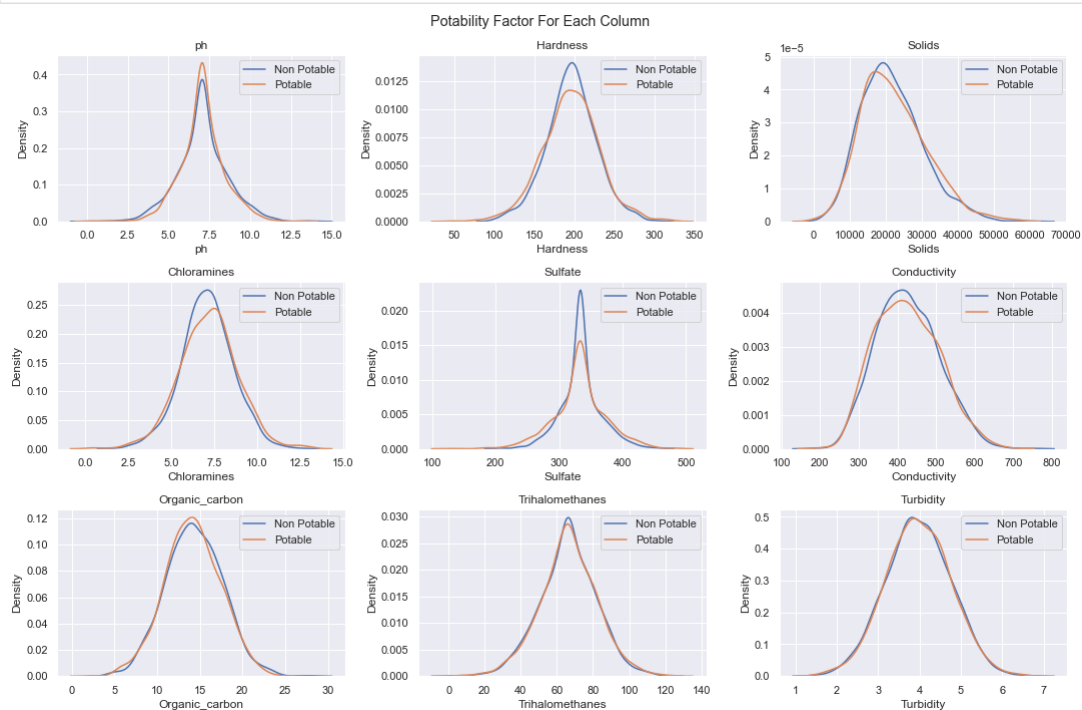 Potability Factor For Each Column
ph
Non Potable
Potable
Density
0.4
0.3
0.2
0.1
0.0
0.0 2.5 5.0 7.5 10.0 12.5 15.0
ph
Hardness
Non Potable
Potable
Density
0.0125
0.0100
0.0075
0.0050
0.0025
0.0000
50 100 150 200 250 300 350
Hardness
Solids
1e-5
Non Potable
Potable
Density
5
4
3
2
1
0
0 10000 20000 30000 40000 50000 60000 70000
Solids
Chloramines
Non Potable
Potable
Density
0.25
0.20
0.15
0.10
0.05
0.00
0.0 2.5 5.0 7.5 10.0 12.5 15.0
Chloramines
Sulfate
Non Potable
Potable
Density
0.020
0.015
0.010
0.005
0.000
100 200 300 400 500
Sulfate
Conductivity
Non Potable
Potable
Density
0.004
0.003
0.002
0.001
0.000
100 200 300 400 500 600 700 800
Conductivity
Organic_carbon
Non Potable
Potable
Density
0.12
0.10
0.08
0.06
0.04
0.02
0.00
0 5 10 15 20 25 30
Organic_carbon
Trihalomethanes
Non Potable
Potable
Density
0.030
0.025
0.020
0.015
0.010
0.005
0.000
0 20 40 60 80 100 120 140
Trihalomethanes
Turbidity
Non Potable
Potable
Density
0.5
0.4
0.3
0.2
0.1
0.0
1 2 3 4 5 6 7
Turbidity